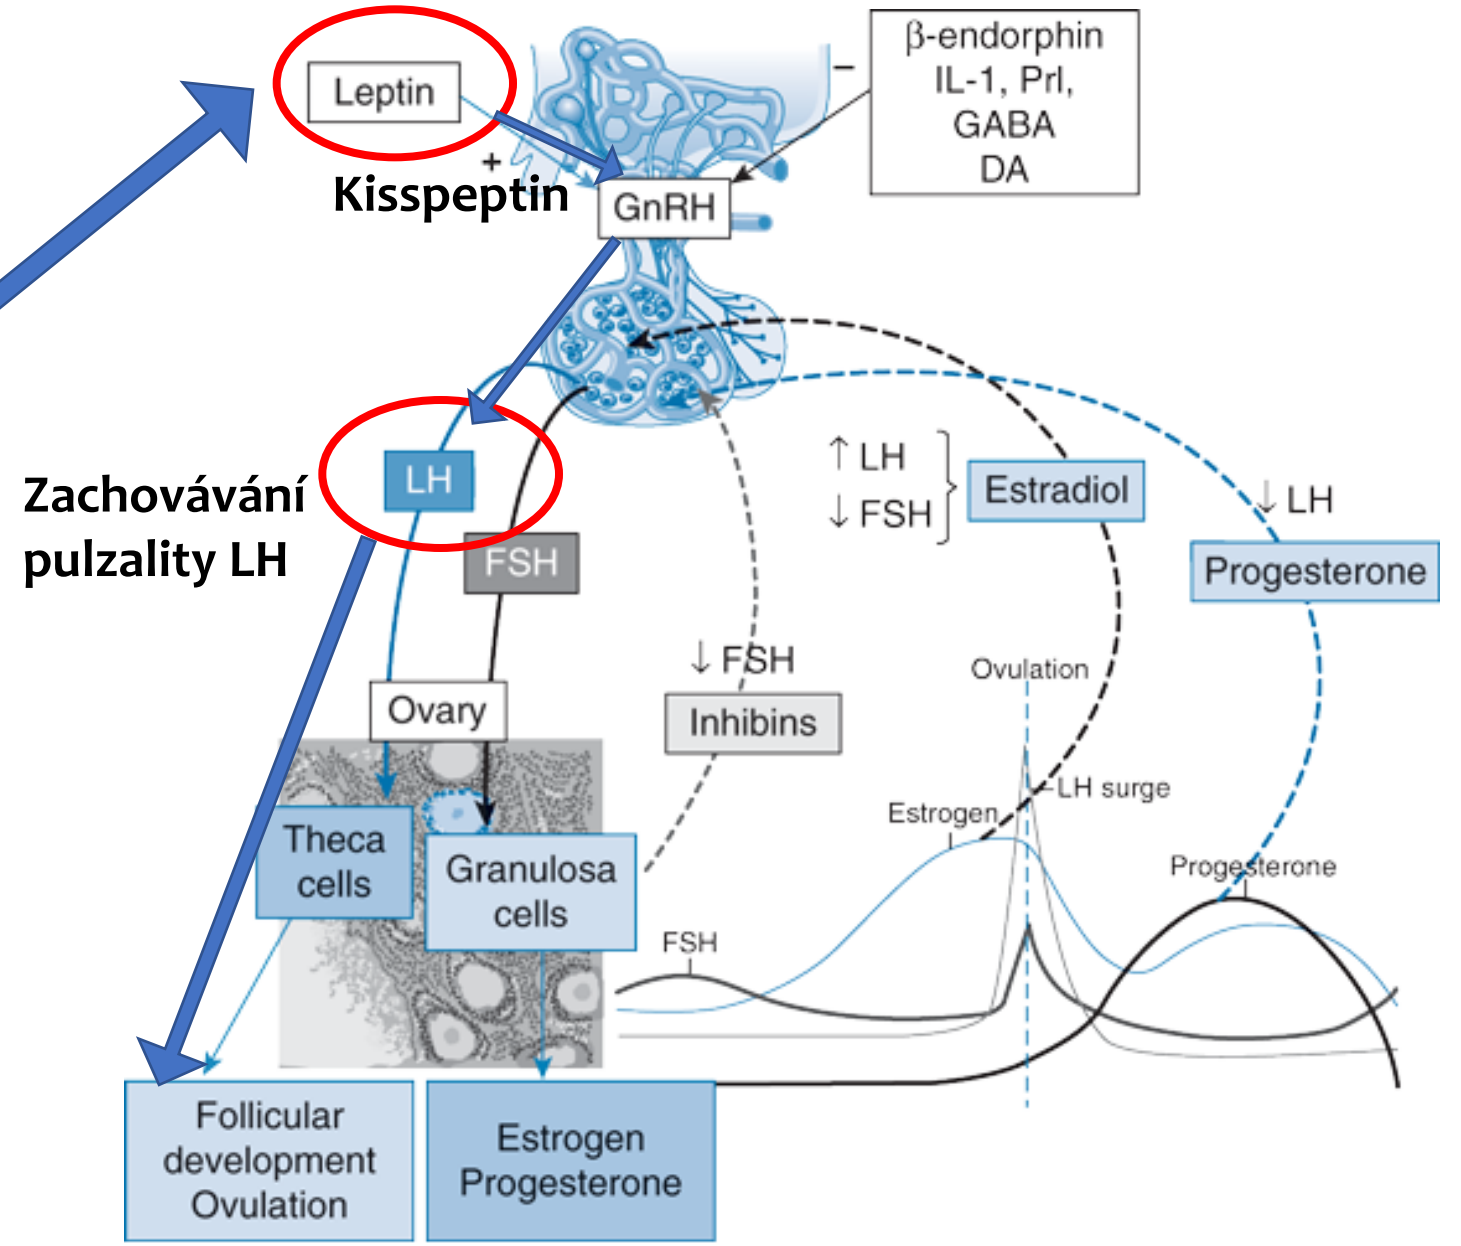 Leptin
+
Kisspeptin
GnRH
−
β-endorphin
IL-1, Prl,
GABA
DA
LH
Zachovávání
pulzality LH
FSH
↑ LH
↓ FSH
Estradiol
↓ LH
Progesterone
Ovary
↓ FSH
Inhibins
Ovulation
LH surge
Estrogen
Progesterone
FSH
Theca
cells
Granulosa
cells
Follicular
development
Ovulation
Estrogen
Progesterone